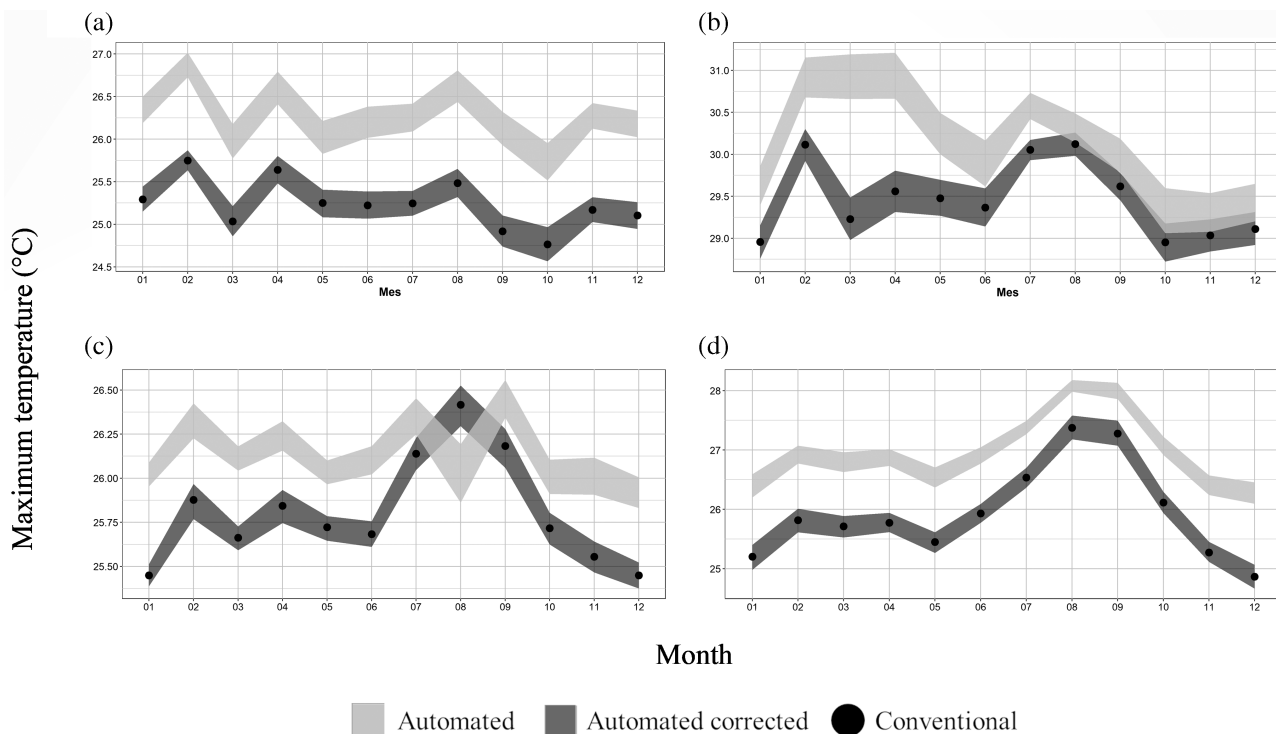 (a)
27.0
26.5
26.0
25.5
25.0
24.5
01 02 03 04 05 06 07 08 09 10 11 12
Mes
(b)
31.0
30.5
30.0
29.5
29.0
01 02 03 04 05 06 07 08 09 10 11 12
Mes
(c)
26.50
26.25
26.00
25.75
25.50
01 02 03 04 05 06 07 08 09 10 11 12
(d)
28
27
26
25
01 02 03 04 05 06 07 08 09 10 11 12
Maximum temperature (°C)
Month
Automated Automated corrected Conventional